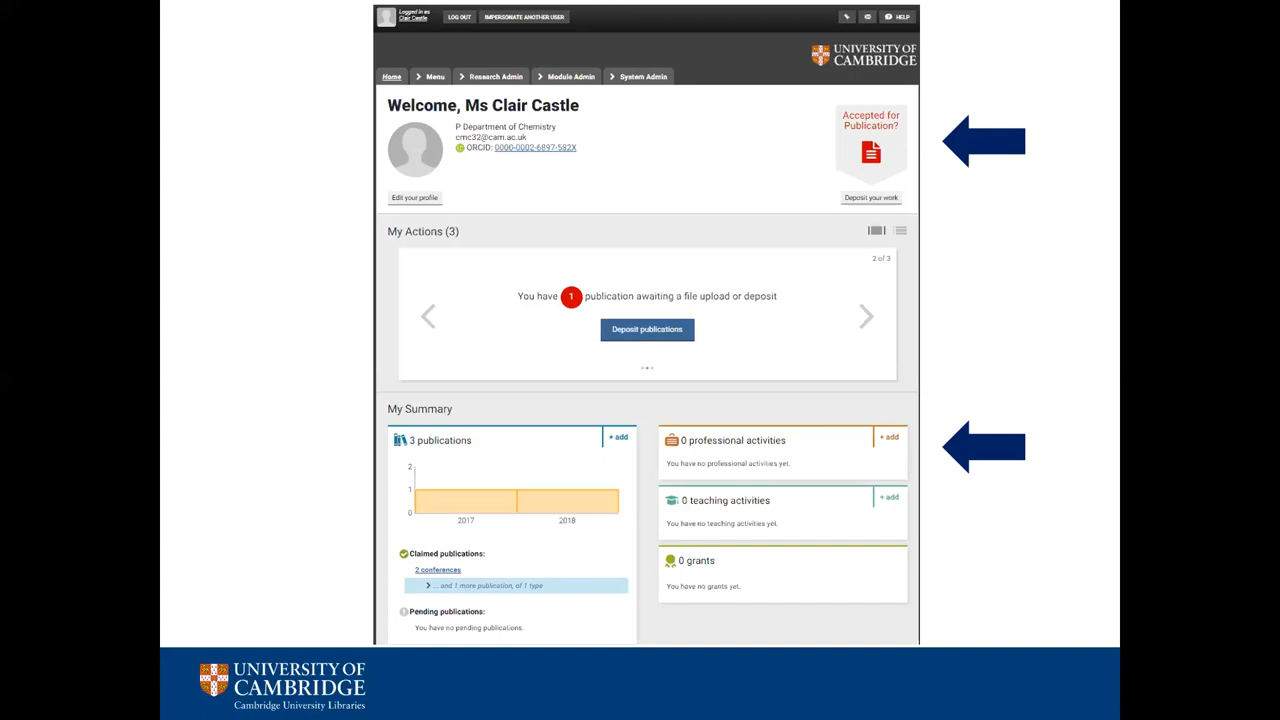 Logged in as
Clair Castle
LOG OUT
IMPERSONATE ANOTHER USER
HELP
UNIVERSITY OF
CAMBRIDGE
Home
Menu
Research Admin
Module Admin
System Admin
Welcome, Ms Clair Castle
P Department of Chemistry
cmc32@cam.ac.uk
ORCID: 0000-0002-6897-582X
Edit your profile
Accepted for
Publication?
Deposit your work
My Actions (3)
2 of 3
You have 1 publication awaiting a file upload or deposit
Deposit publications
My Summary
3 publications
+ add
2
1
0
2017
2018
Claimed publications:
2 conferences
... and 1 more publication, of 1 type
Pending publications:
You have no pending publications.
0 professional activities
+ add
You have no professional activities yet.
0 teaching activities
+ add
You have no teaching activities yet.
0 grants
You have no grants yet.
UNIVERSITY OF
CAMBRIDGE
Cambridge University Libraries